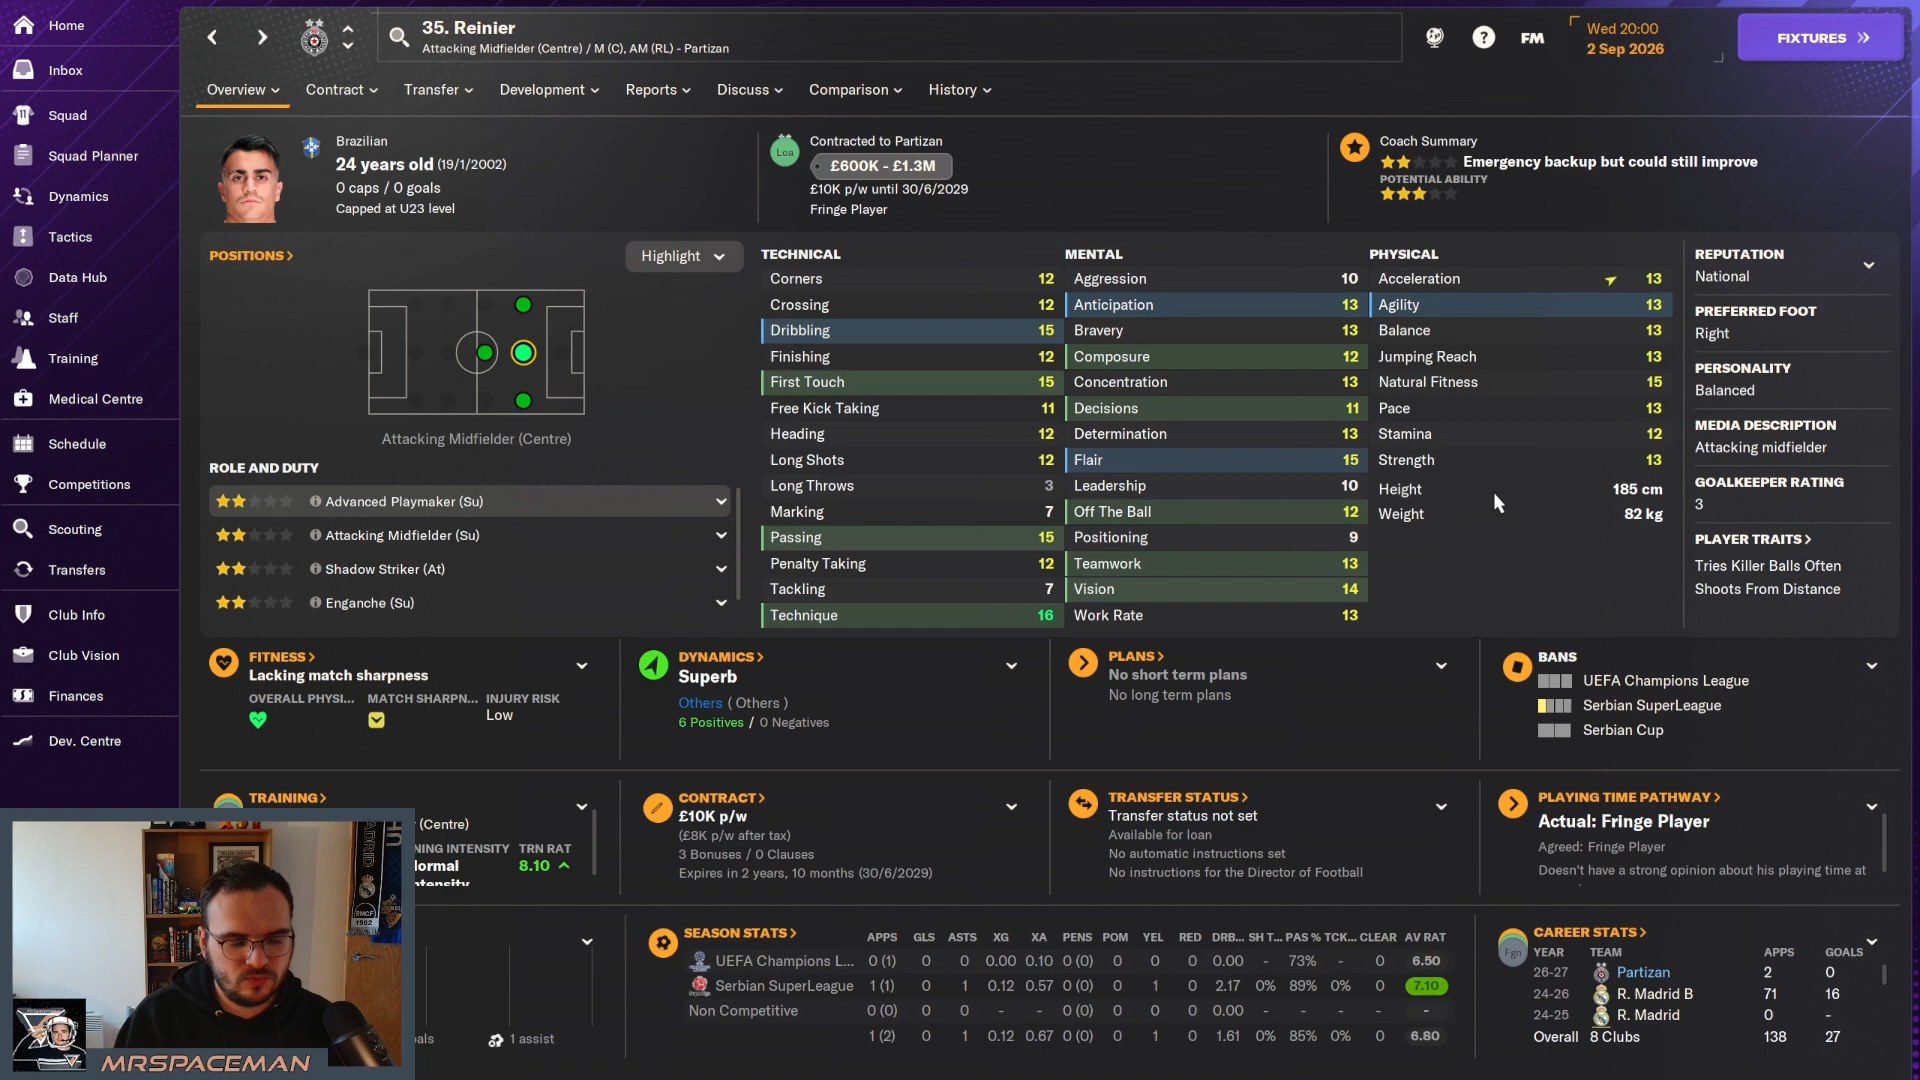 Home
Inbox
Squad
Squad Planner
Dynamics
Tactics
Data Hub
Staff
Training
Medical Centre
Schedule
Competitions
Scouting
Transfers
Club Info
Club Vision
Finances
Dev. Centre
35. Reinier
Attacking Midfielder (Centre) / M (C), AM (RL) - Partizan
FM
Wed 20:00
2 Sep 2026
FIXTURES
Overview Contract Transfer Development Reports Discuss Comparison History
Brazilian
24 years old (19/1/2002)
0 caps / 0 goals
Capped at U23 level
Loa
Contracted to Partizan
£600K - £1.3M
£10K p/w until 30/6/2029
Fringe Player
Coach Summary
Emergency backup but could still improve
POTENTIAL ABILITY
POSITIONS
Highlight
Attacking Midfielder (Centre)
ROLE AND DUTY
Advanced Playmaker (Su)
Attacking Midfielder (Su)
Shadow Striker (At)
Enganche (Su)
TECHNICAL
Corners 12
Crossing 12
Dribbling 15
Finishing 12
First Touch 15
Free Kick Taking 11
Heading 12
Long Shots 12
Long Throws 3
Marking 7
Passing 15
Penalty Taking 12
Tackling 7
Technique 16
MENTAL
Aggression 10
Anticipation 13
Bravery 13
Composure 12
Concentration 13
Decisions 11
Determination 13
Flair 15
Leadership 10
Off The Ball 12
Positioning 9
Teamwork 13
Vision 14
Work Rate 13
PHYSICAL
Acceleration 13
Agility 13
Balance 13
Jumping Reach 13
Natural Fitness 15
Pace 13
Stamina 12
Strength 13
Height 185 cm
Weight 82 kg
REPUTATION
National
PREFERRED FOOT
Right
PERSONALITY
Balanced
MEDIA DESCRIPTION
Attacking midfielder
GOALKEEPER RATING
3
PLAYER TRAITS
Tries Killer Balls Often
Shoots From Distance
FITNESS
Lacking match sharpness
OVERALL PHYSI... MATCH SHARPN... INJURY RISK
Low
DYNAMICS
Superb
Others ( Others )
6 Positives / 0 Negatives
PLANS
No short term plans
No long term plans
BANS
UEFA Champions League
Serbian SuperLeague
Serbian Cup
TRAINING
(Centre)
NING INTENSITY TRN RAT
lormal 8.10
ntensity
CONTRACT
£10K p/w
(£8K p/w after tax)
3 Bonuses / 0 Clauses
Expires in 2 years, 10 months (30/6/2029)
TRANSFER STATUS
Transfer status not set
Available for loan
No automatic instructions set
No instructions for the Director of Football
PLAYING TIME PATHWAY
Actual: Fringe Player
Agreed: Fringe Player
Doesn't have a strong opinion about his playing time at
als 1 assist
SEASON STATS APPS GLS ASTS XG XA PENS POM YEL RED DRB... SH T... PAS % TCK... CLEAR AV RAT
UEFA Champions L... 0 (1) 0 0 0.00 0.10 0 (0) 0 0 0 0.00 - 73% - 0 6.50
Serbian SuperLeague 1 (1) 0 1 0.12 0.57 0 (0) 0 1 0 2.17 0% 89% 0% 0 7.10
Non Competitive 0 (0) 0 0 - - 0 (0) 0 0 0 0.00 - - - - -
1 (2) 0 1 0.12 0.67 0 (0) 0 1 0 1.61 0% 85% 0% 0 6.80
Fgn
CAREER STATS
YEAR TEAM APPS GOALS
26-27 Partizan 2 0
24-26 R. Madrid B 71 16
24-25 R. Madrid 0 -
Overall 8 Clubs 138 27
MADRID
RMCF
1902
MRSPACEMAN